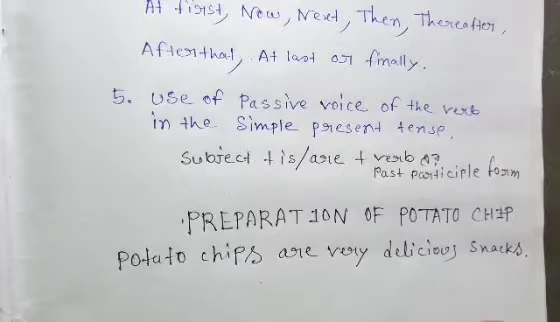 At first, Now, Next, Then, Thereafter,
After that, At last or finally.
5. Use of Passive voice of the verb
in the Simple present tense.
Subject + is/are + verb
Past participle form
PREPARATION OF POTATO CHIP
Potato chips are very delicious snacks.